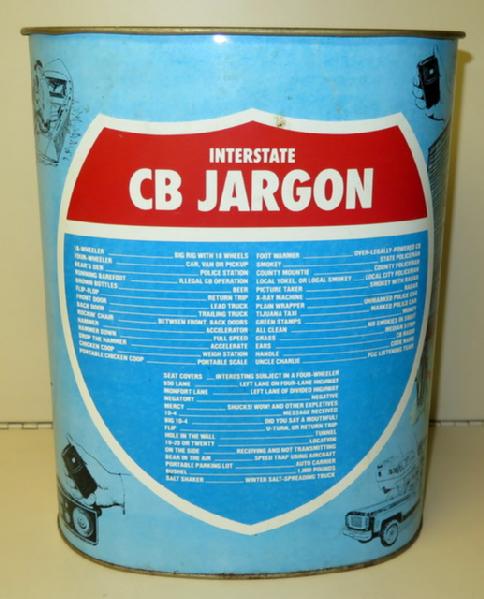 INTERSTATE
CB JARGON
18-WHEELER BIG RIG WITH 18 WHEELS
FOUR-WHEELER CAR, VAN OR PICKUP
BEAR'S DEN POLICE STATION
RUNNING BAREFOOT ILLEGAL CB OPERATION
BROWN BOTTLES BEER
FLIP-FLOP RETURN TRIP
FRONT DOOR LEAD TRUCK
BACK DOOR TRAILING TRUCK
ROCKIN' CHAIR BETWEEN FRONT, BACK DOORS
HAMMER ACCELERATOR
HAMMER DOWN FULL SPEED
DROP THE HAMMER ACCELERATE
CHICKEN COOP WEIGH STATION
PORTABLE CHICKEN COOP PORTABLE SCALE
FOOT WARMER OVER-LEGALLY-POWERED CB
SMOKEY STATE POLICEMAN
COUNTY MOUNTIE COUNTY POLICEMAN
LOCAL YOKEL OR LOCAL SMOKEY LOCAL CITY POLICEMAN
PICTURE TAKER SMOKEY WITH RADAR
X-RAY MACHINE RADAR
PLAIN WRAPPER UNMARKED POLICE CAR
TIJUANA TAXI MARKED POLICE CAR
GREEN STAMPS MONEY
ALL CLEAN NO SMOKIES IN SIGHT
GRASS MEDIAN STRIP
EARS CB RADIO
HANDLE CODE NAME
UNCLE CHARLIE FCC LISTENING POST
SEAT COVERS INTERESTING SUBJECT IN A FOUR-WHEELER
LANE LEFT LANE ON FOUR-LANE HIGHWAY
MONFORT LANE LEFT LANE OF DIVIDED HIGHWAY
NEGATORY NEGATIVE
MERCY SHUCKS! WOW! AND OTHER EXPLETIVES
10-4 MESSAGE RECEIVED
BIG 10-4 DID YOU SAY A MOUTHFUL!
FLIP U-TURN, OR RETURN TRIP
HOLE IN THE WALL TUNNEL
10-20 OR TWENTY LOCATION
ON THE SIDE RECEIVING AND NOT TRANSMITTING
BEAR IN THE AIR SPEED TRAP USING AIRCRAFT
PORTABLE PARKING LOT AUTO CARRIER
BUSHEL 1,000 POUNDS
SALT SHAKER WINTER SALT-SPREADING TRUCK